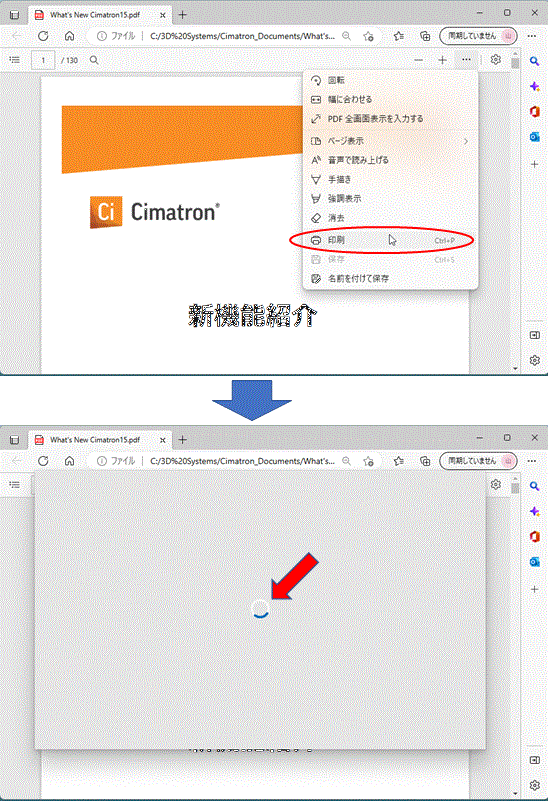 What's New Cimatron15.pdf
ファイル C:/3D%20Systems/Cimatron_Documents/What's... 同期していません
1 / 130
回転
幅に合わせる
PDF 全画面表示を入力する
ページ表示
音声で読み上げる
手描き
強調表示
消去
印刷 Ctrl+P
保存 Ctrl+S
名前を付けて保存
Ci Cimatron®
新機能紹介
What's New Cimatron15.pdf
ファイル C:/3D%20Systems/Cimatron_Documents/What's... 同期していません